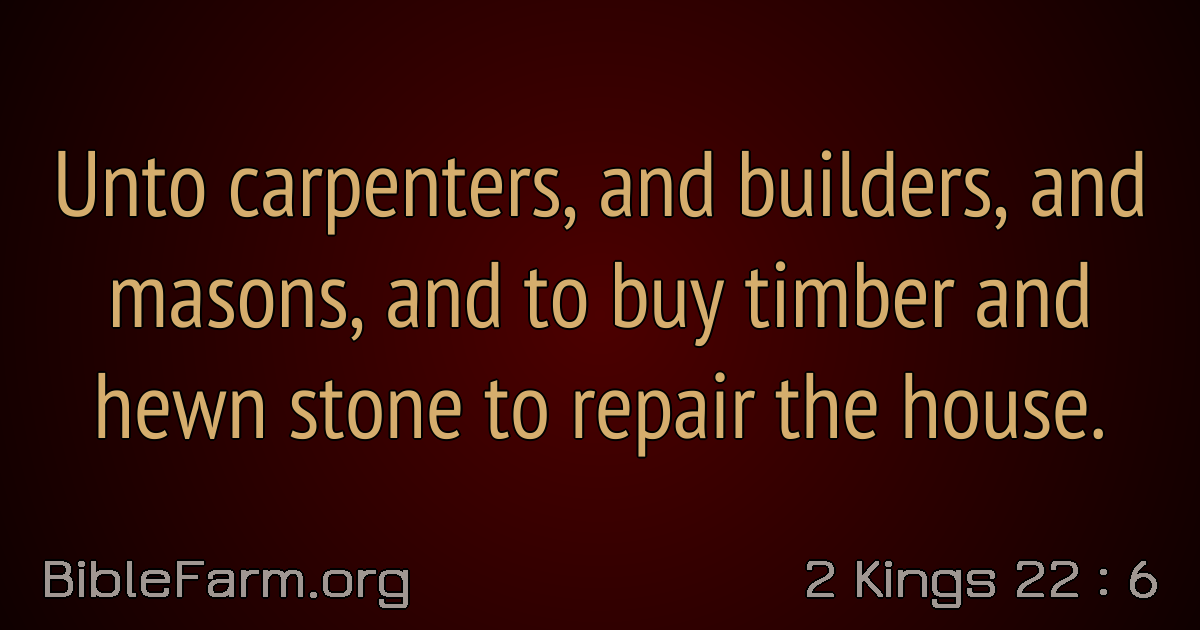 Unto carpenters, and builders, and
masons, and to buy timber and
hewn stone to repair the house.
BibleFarm.org
2 Kings 22 : 6